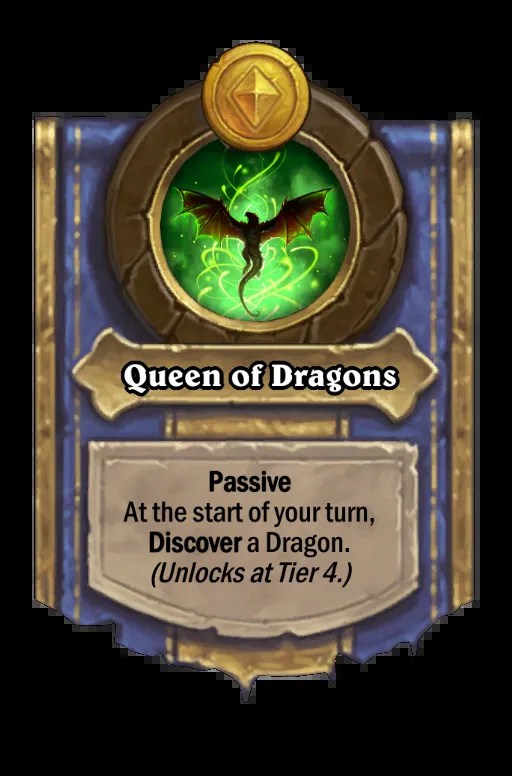 Queen of Dragons
Passive
At the start of your turn,
Discover a Dragon.
(Unlocks at Tier 4.)